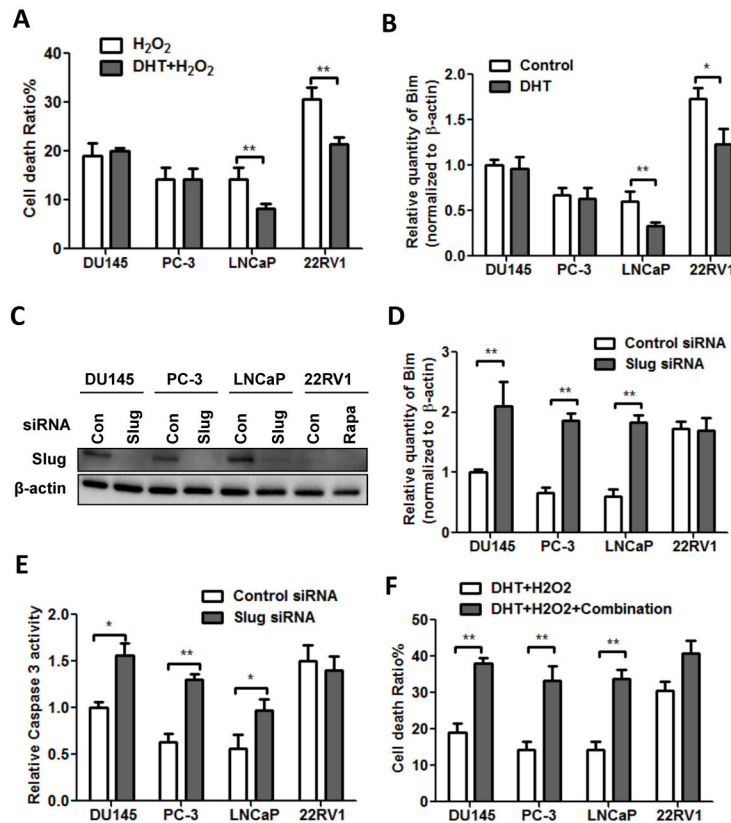 A
H2O2
DHT+H2O2
Cell death Ratio%
40
30
20
10
0
**
**
DU145 PC-3 LNCaP 22RV1
B
Control
DHT
Relative quantity of Bim
(normalized to β-actin)
2.0
1.5
1.0
0.5
0.0
**
*
DU145 PC-3 LNCaP 22RV1
C
DU145 PC-3 LNCaP 22RV1
siRNA Con Slug Con Slug Con Slug Con Rapa
Slug
β-actin
D
Control siRNA
Slug siRNA
Relative quantity of Bim
(normalized to β-actin)
3
2
1
0
**
**
**
DU145 PC-3 LNCaP 22RV1
E
Control siRNA
Slug siRNA
Relative Caspase 3 activity
2.0
1.5
1.0
0.5
0.0
*
**
*
DU145 PC-3 LNCaP 22RV1
F
DHT+H2O2
DHT+H2O2+Combination
Cell death Ratio%
50
40
30
20
10
0
**
**
**
DU145 PC-3 LNCaP 22RV1